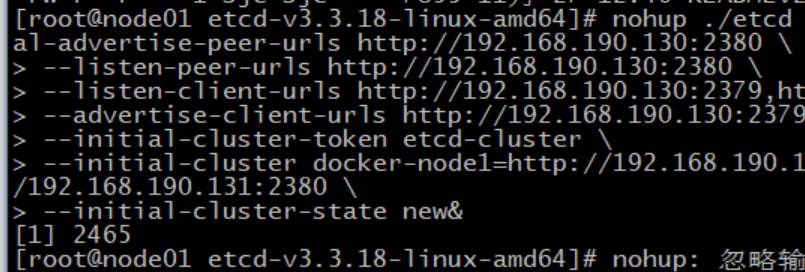 [root@node01 etcd-v3.3.18-linux-amd64]# nohup ./etcd
al-advertise-peer-urls http://192.168.190.130:2380 \
> --listen-peer-urls http://192.168.190.130:2380 \
> --listen-client-urls http://192.168.190.130:2379,ht
> --advertise-client-urls http://192.168.190.130:2379
> --initial-cluster-token etcd-cluster \
> --initial-cluster docker-node1=http://192.168.190.1
/192.168.190.131:2380 \
> --initial-cluster-state new&
[1] 2465
[root@node01 etcd-v3.3.18-linux-amd64]# nohup: 忽略输